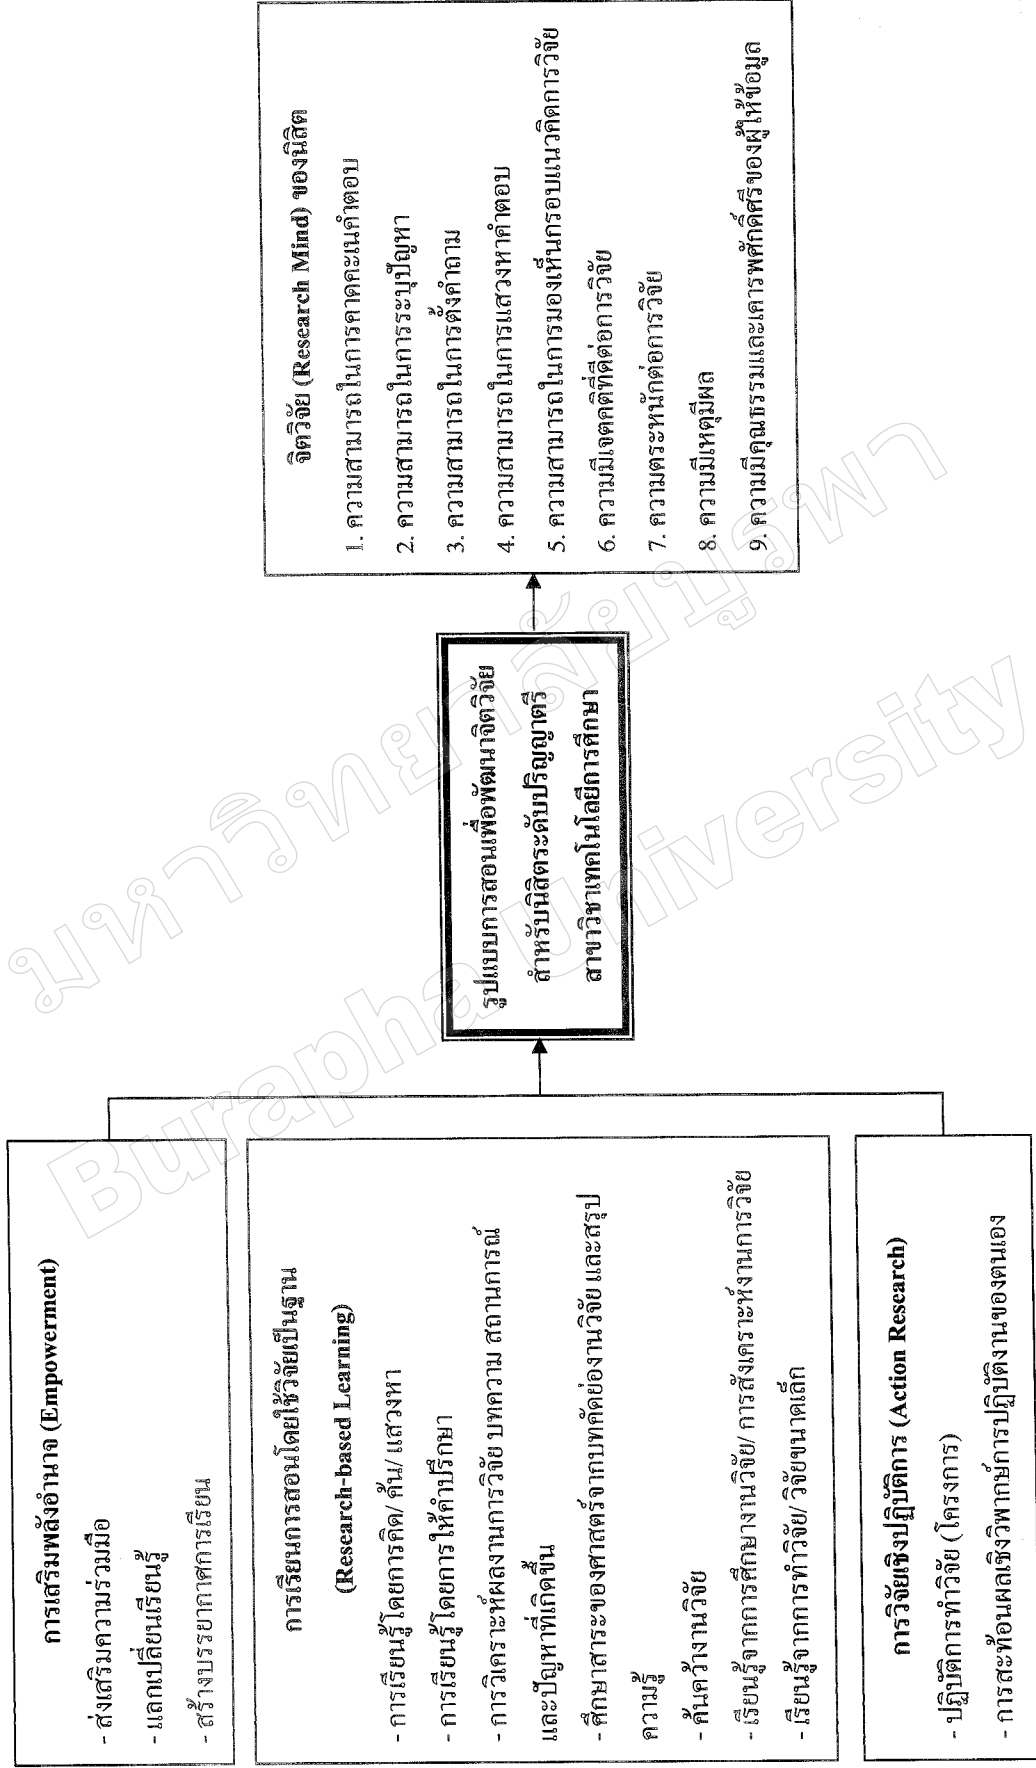 การเสริมพลังอำนาจ (Empowerment)
- ส่งเสริมความร่วมมือ
- แลกเปลี่ยนเรียนรู้
- สร้างบรรยากาศการเรียน
การเรียนการสอนโดยใช้วิจัยเป็นฐาน
(Research-based Learning)
- การเรียนรู้โดยการคิด/ ค้น/ แสวงหา
- การเรียนรู้โดยการให้คำปรึกษา
- การวิเคราะห์ผลงานการวิจัย บทความ สถานการณ์
และปัญหาที่เกิดขึ้น
- ศึกษาสาระของศาสตร์จากบทคัดย่องานวิจัย และสรุป
ความรู้
- ค้นคว้างานวิจัย
- เรียนรู้จากการศึกษางานวิจัย/ การสังเคราะห์งานการวิจัย
- เรียนรู้จากการทำวิจัย/ วิจัยขนาดเล็ก
การวิจัยเชิงปฏิบัติการ (Action Research)
- ปฏิบัติการทำวิจัย (โครงการ)
- การสะท้อนผลเชิงวิพากษ์การปฏิบัติงานของตนเอง
รูปแบบการสอนเพื่อพัฒนาจิตวิจัย
สำหรับนิสิตระดับปริญญาตรี
สาขาวิชาเทคโนโลยีการศึกษา
จิตวิจัย (Research Mind) ของนิสิต
1. ความสามารถในการคาดคะเนคำตอบ
2. ความสามารถในการระบุปัญหา
3. ความสามารถในการตั้งคำถาม
4. ความสามารถในการแสวงหาคำตอบ
5. ความสามารถในการมองเห็นกรอบแนวคิดการวิจัย
6. ความมีเจตคติที่ดีต่อการวิจัย
7. ความตระหนักต่อการวิจัย
8. ความมีเหตุมีผล
9. ความมีคุณธรรมและเคารพศักดิ์ศรีของผู้ให้ข้อมูล
มหาวิทยาลัยบูรพา
Burapha University